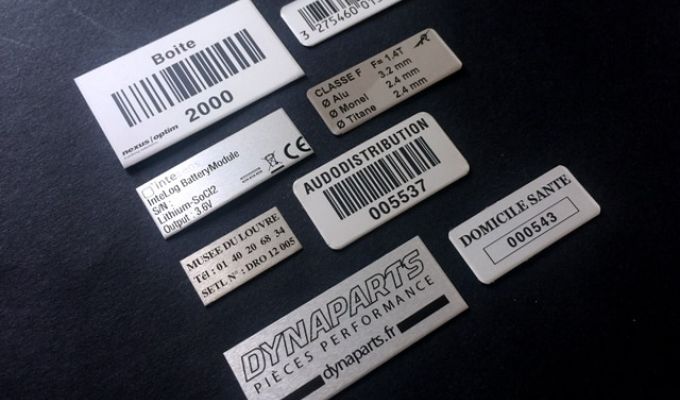 Boite
2000
nexus|optim
3 275460 01
CLASSE F F= 1.4T
Ø Alu 3.2 mm
Ø Monel 2.4 mm
Ø Titane 2.4 mm
inte
InteLog BatteryModule
S/N :
Lithium-SoCl2
Output : 3.6V
CE
AUDODISTRIBUTION
005537
DOMICILE SANTE
000543
MUSEE DU LOUVRE
Tél : 01 40 20 68 34
SETL N° : DRO 12 005
DYNAPARTS
PIÈCES PERFORMANCE
dynaparts.fr